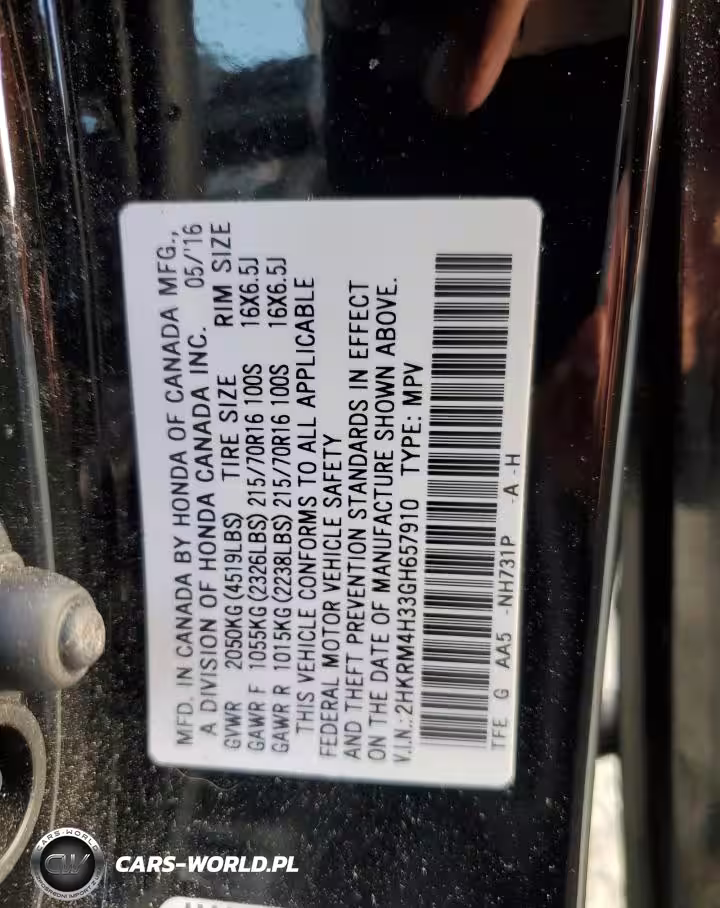 MFD. IN CANADA BY HONDA OF CANADA MFG.,
A DIVISION OF HONDA CANADA INC. 05/'16
GVWR 2050KG (4519LBS) TIRE SIZE RIM SIZE
GAWR F 1055KG (2326LBS) 215/70R16 100S 16X6.5J
GAWR R 1015KG (2238LBS) 215/70R16 100S 16X6.5J
THIS VEHICLE CONFORMS TO ALL APPLICABLE
FEDERAL MOTOR VEHICLE SAFETY
AND THEFT PREVENTION STANDARDS IN EFFECT
ON THE DATE OF MANUFACTURE SHOWN ABOVE.
V.I.N.:2HKRM4H33GH657910 TYPE: MPV
TFE G AA5 -NH731P -A -H
CARS-WORLD
CW
CARS-WORLD.PL